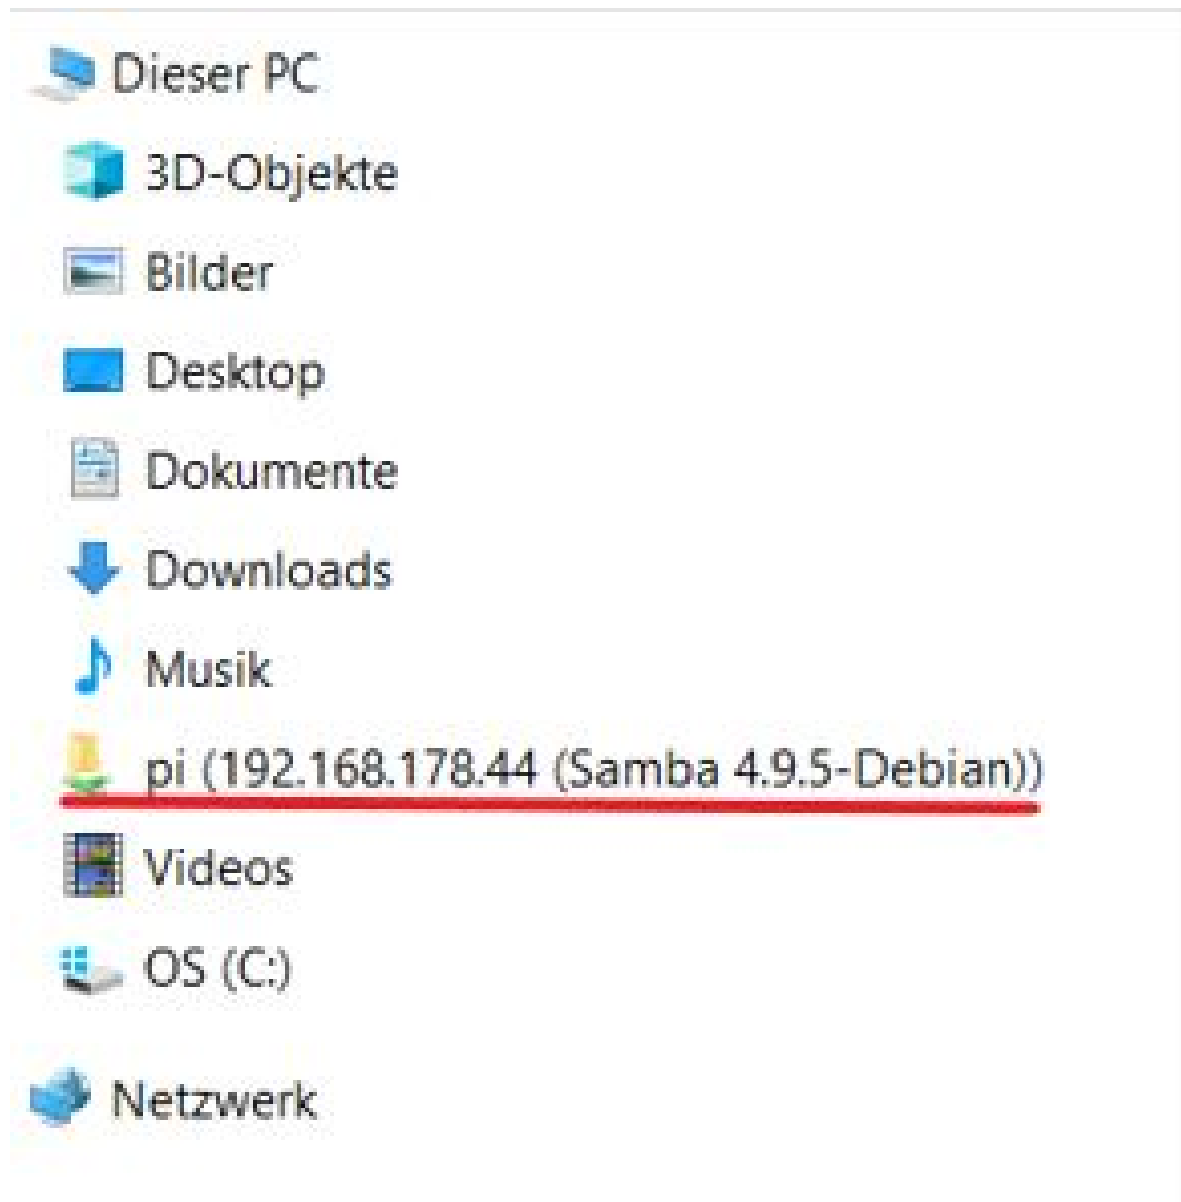 Dieser PC
3D-Objekte
Bilder
Desktop
Dokumente
Downloads
Musik
pi (192.168.178.44 (Samba 4.9.5-Debian))
Videos
OS (C:)
Netzwerk